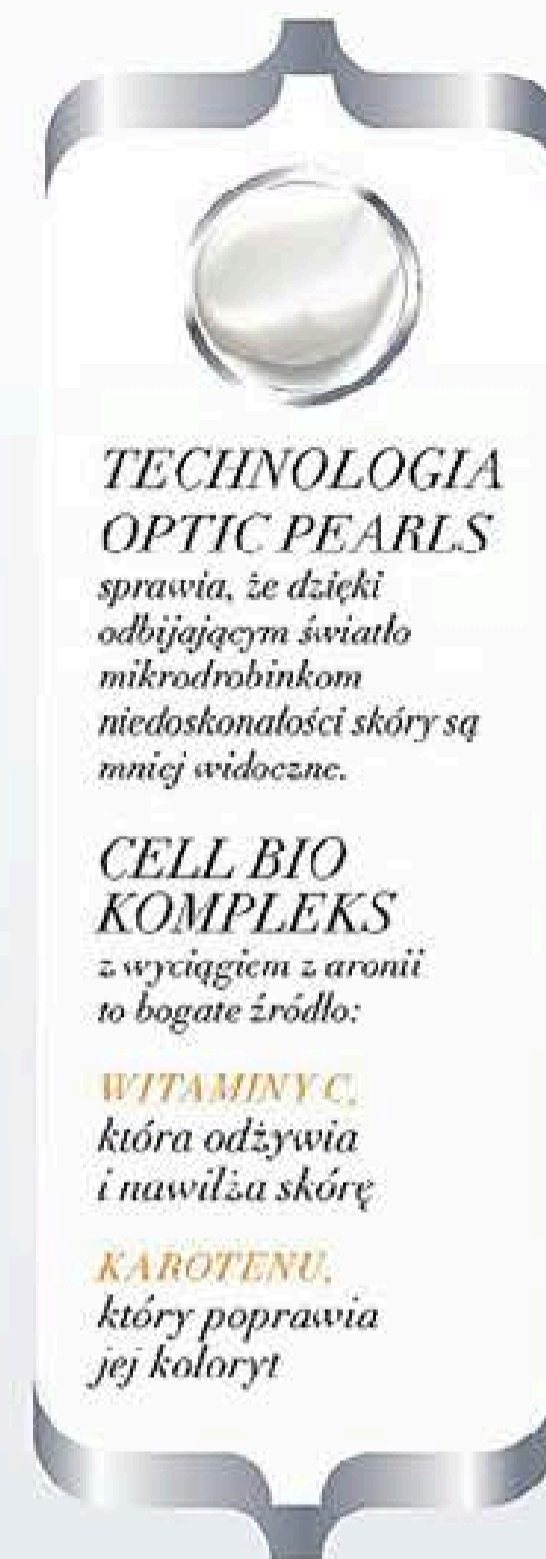 TECHNOLOGIA
OPTIC PEARLS
sprawia, że dzięki
odbijającym światło
mikrodrobinkom
niedoskonałości skóry są
mniej widoczne.
CELL BIO
KOMPLEKS
z wyciągiem z aronii
to bogate źródło:
WITAMINY C,
która odżywia
i nawilża skórę
KAROTENU,
który poprawia
jej koloryt